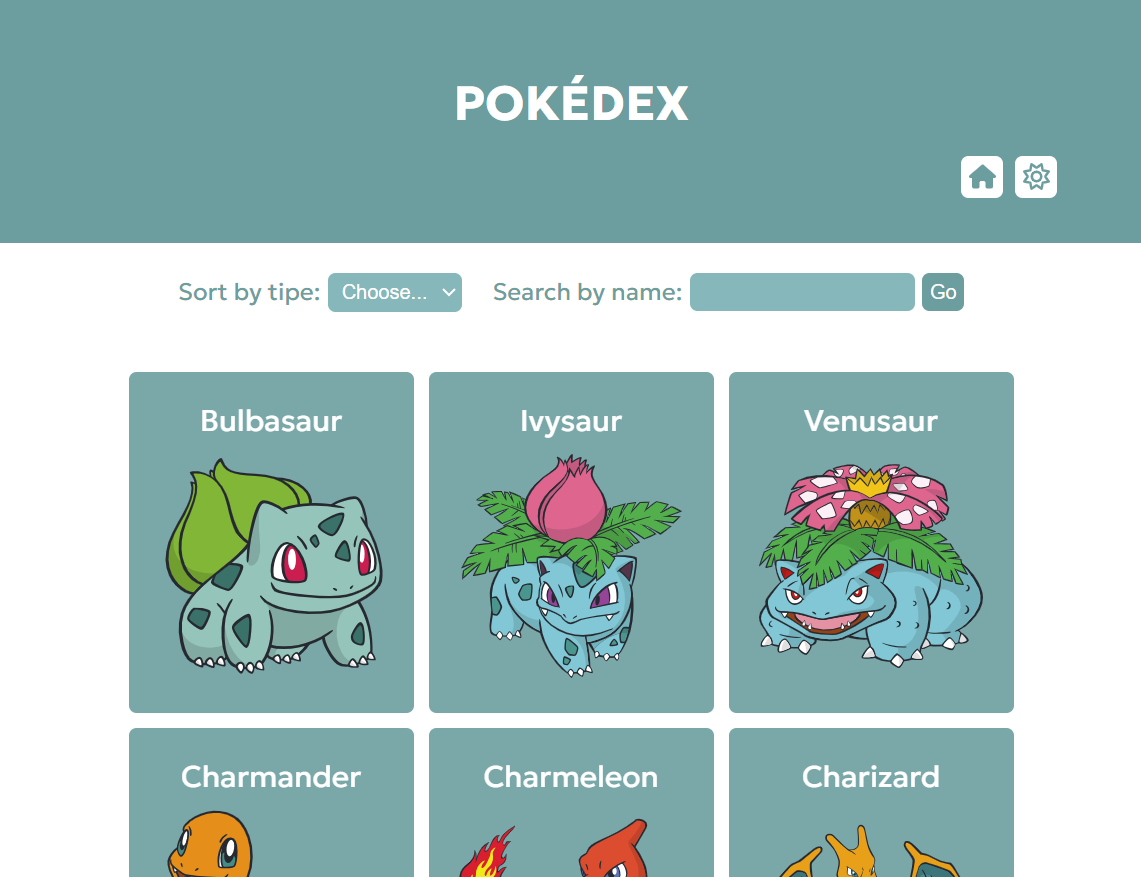 POKÉDEX
Sort by tipe: Choose... Search by name: Go
Bulbasaur Ivysaur Venusaur
Charmander Charmeleon Charizard